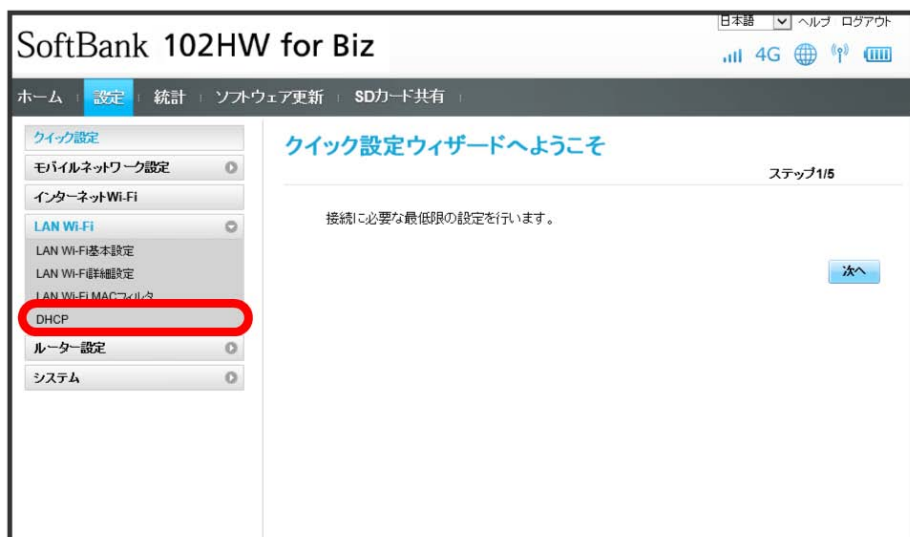 日本語 ヘルプ ログアウト
SoftBank 102HW for Biz
4G
ホーム 設定 統計 ソフトウェア更新 SDカード共有
クイック設定
モバイルネットワーク設定
インターネットWi-Fi
LAN Wi-Fi
LAN Wi-Fi基本設定
LAN Wi-Fi詳細設定
LAN Wi-Fi MACフィルタ
DHCP
ルーター設定
システム
クイック設定ウィザードへようこそ
ステップ1/5
接続に必要な最低限の設定を行います。
次へ